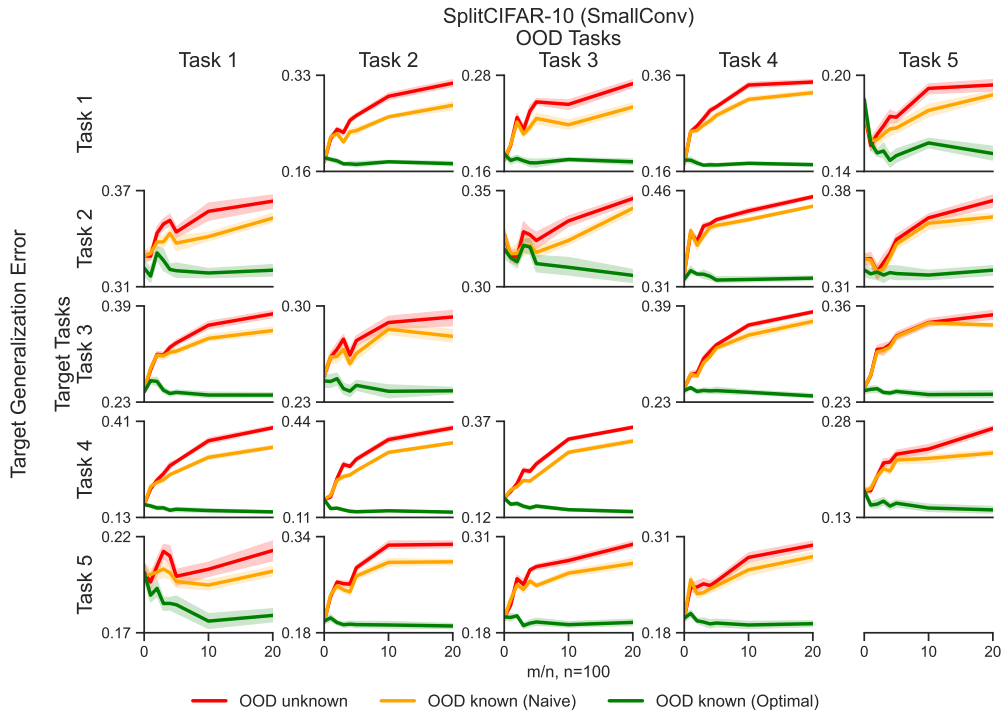 SplitCIFAR-10 (SmallConv)
OOD Tasks
Task 1 Task 2 Task 3 Task 4 Task 5
Target Generalization Error
Target Tasks
Task 1
0.33 0.28 0.36 0.20
0.16 0.16 0.16 0.14
Task 2
0.37 0.35 0.46 0.38
0.31 0.30 0.31 0.31
Task 3
0.39 0.30 0.39 0.36
0.23 0.23 0.23 0.23
Task 4
0.41 0.44 0.37 0.28
0.13 0.11 0.12 0.13
Task 5
0.22 0.34 0.31 0.31
0.17 0.18 0.18 0.18
0 10 20 0 10 20 0 10 20 0 10 20 0 10 20
m/n, n=100
OOD unknown OOD known (Naive) OOD known (Optimal)